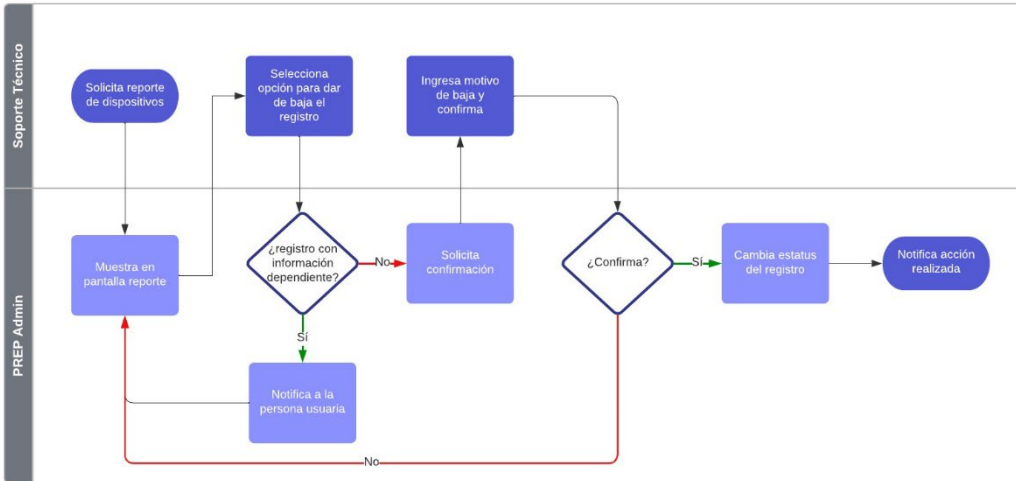 Soporte Técnico
Solicita reporte
de dispositivos
Selecciona
opción para dar
de baja el
registro
Ingresa motivo
de baja y
confirma
PREP Admin
Muestra en
pantalla reporte
¿registro con
información
dependiente?
No
Solicita
confirmación
¿Confirma?
Sí
Cambia estatus
del registro
Notifica acción
realizada
Sí
Notifica a la
persona usuaria
No